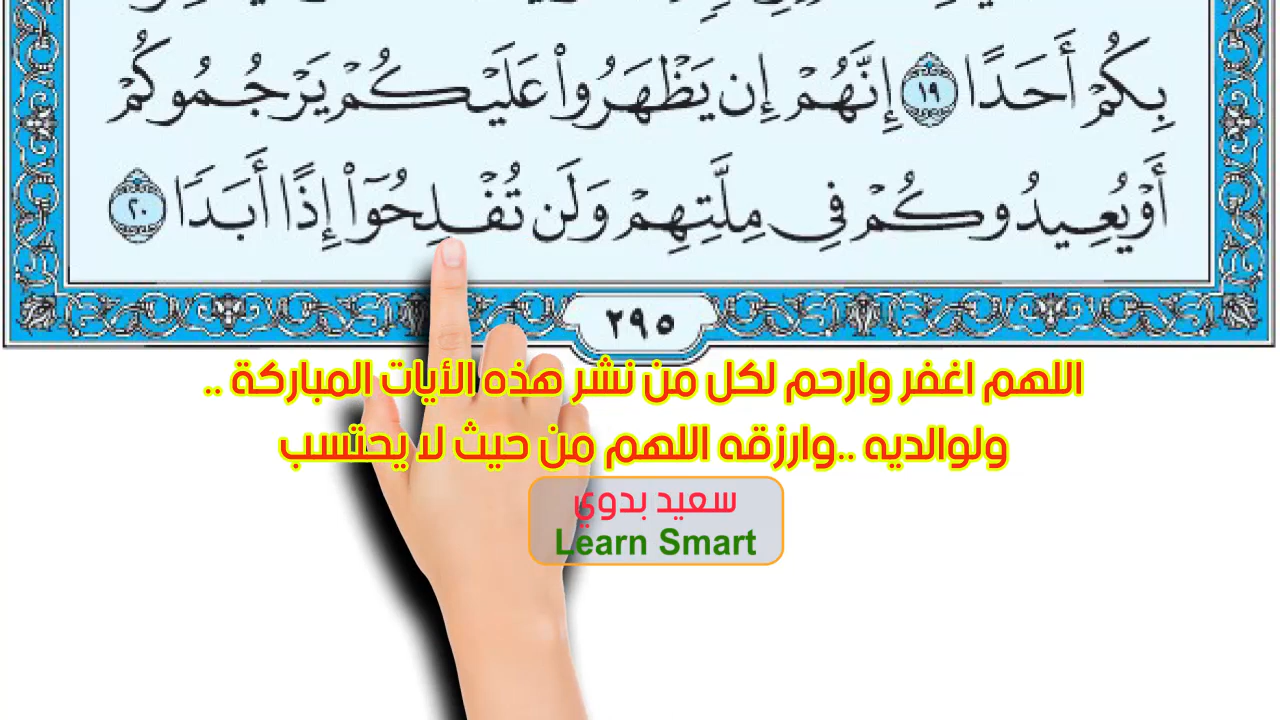 بِكُمْ أَحَدًا ١٩ إِنَّهُمْ إِن يَظْهَرُوا۟ عَلَيْكُمْ يَرْجُمُوكُمْ
أَوْ يُعِيدُوكُمْ فِي مِلَّتِهِمْ وَلَن تُفْلِحُوٓا۟ إِذًا أَبَدًا ٢٠
٢٩٥
اللهم اغفر وارحم لكل من نشر هذه الأيات المباركة ..
ولوالديه ..وارزقه اللهم من حيث لا يحتسب
سعيد بدوي
Learn Smart